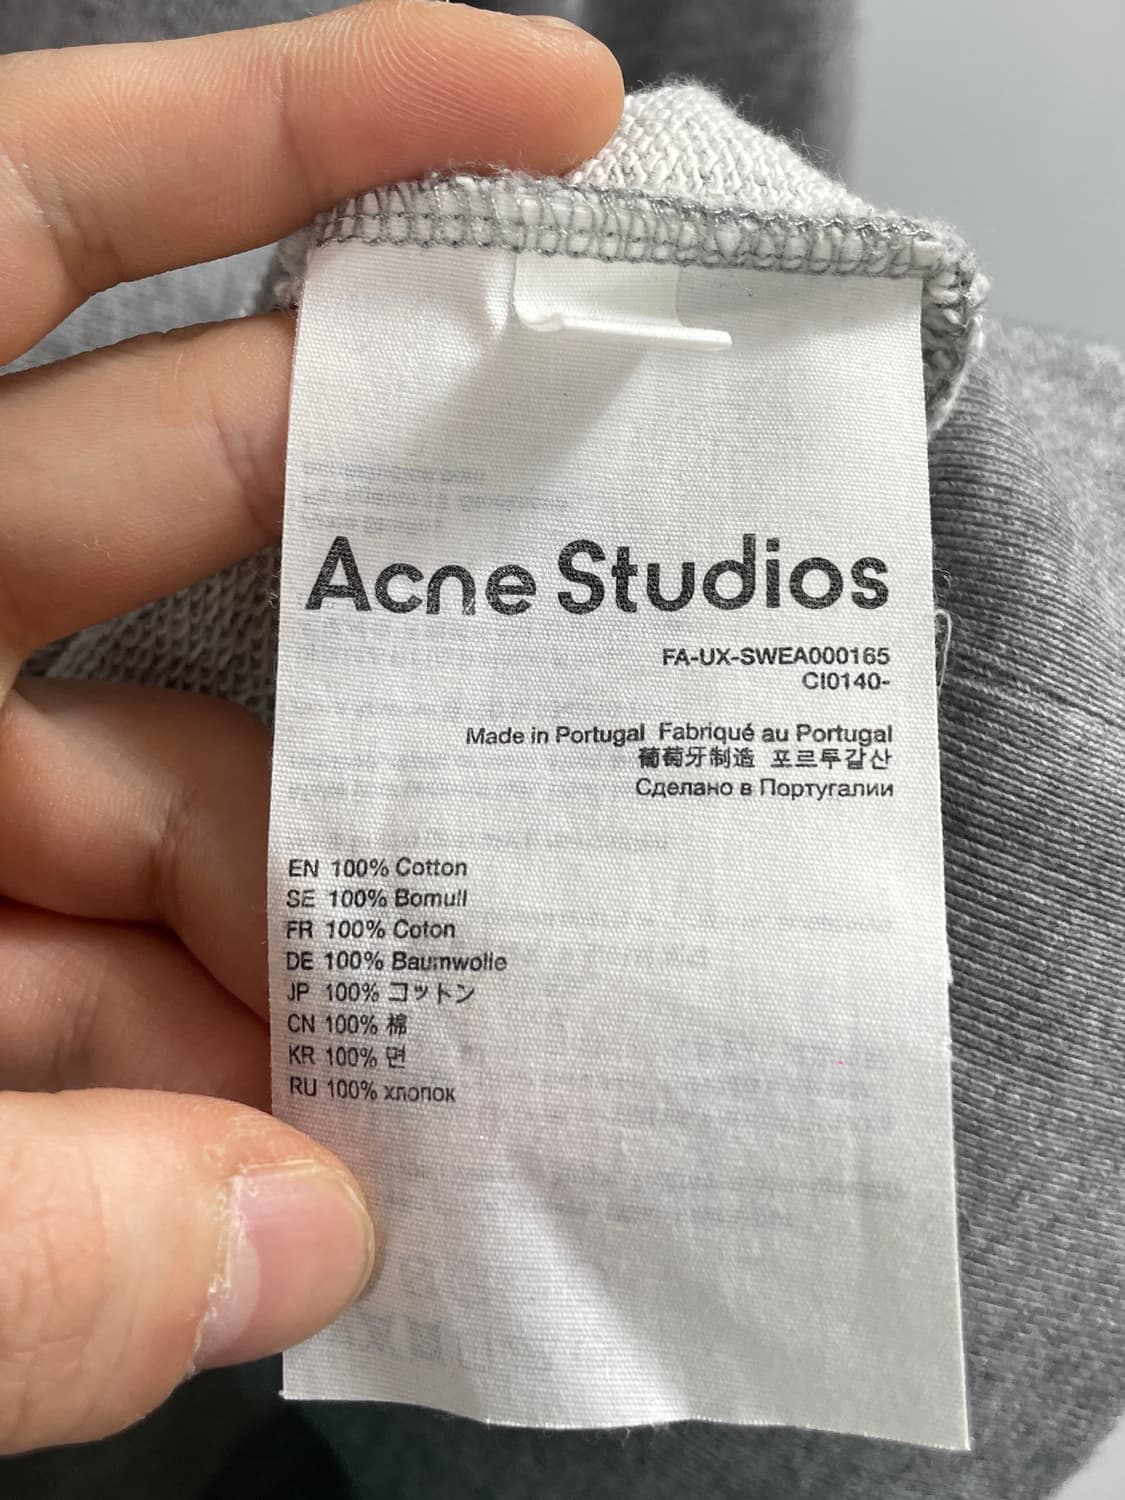 Acne Studios
FA-UX-SWEA000165
CI0140-
Made in Portugal Fabriqué au Portugal
葡萄牙制造 포르투갈산
Сделано в Португалии
EN 100% Cotton
SE 100% Bomull
FR 100% Coton
DE 100% Baumwolle
JP 100% コットン
CN 100% 棉
KR 100% 면
RU 100% хлопок